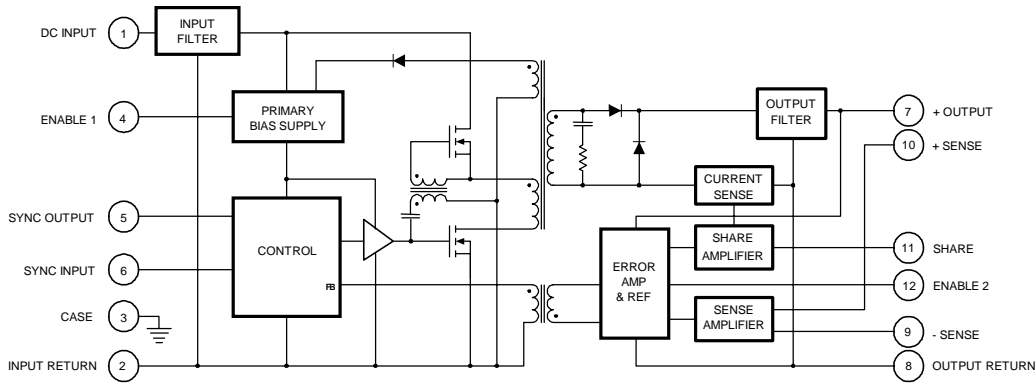 DC INPUT
1
INPUT
FILTER
ENABLE 1
4
PRIMARY
BIAS SUPPLY
SYNC OUTPUT
5
CONTROL
SYNC INPUT
6
FB
CASE
3
INPUT RETURN
2
OUTPUT
FILTER
7
+ OUTPUT
10
+ SENSE
CURRENT
SENSE
SHARE
AMPLIFIER
11
SHARE
ERROR
AMP
& REF
12
ENABLE 2
SENSE
AMPLIFIER
9
- SENSE
8
OUTPUT RETURN